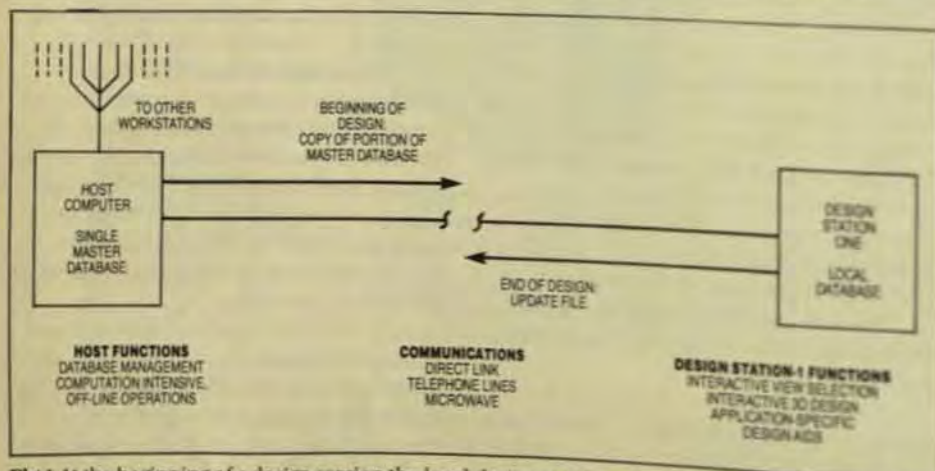 TO OTHER
WORKSTATIONS
BEGINNING OF
DESIGN:
COPY OF PORTION OF
MASTER DATABASE
HOST
COMPUTER
SINGLE
MASTER
DATABASE
DESIGN
STATION
ONE
LOCAL
DATABASE
END OF DESIGN:
UPDATE FILE
HOST FUNCTIONS
DATABASE MANAGEMENT
COMPUTATION INTENSIVE,
OFF-LINE OPERATIONS
COMMUNICATIONS
DIRECT LINK
TELEPHONE LINES
MICROWAVE
DESIGN STATION-1 FUNCTIONS
INTERACTIVE VIEW SELECTION
INTERACTIVE 3D DESIGN
APPLICATION-SPECIFIC
DESIGN AIDS